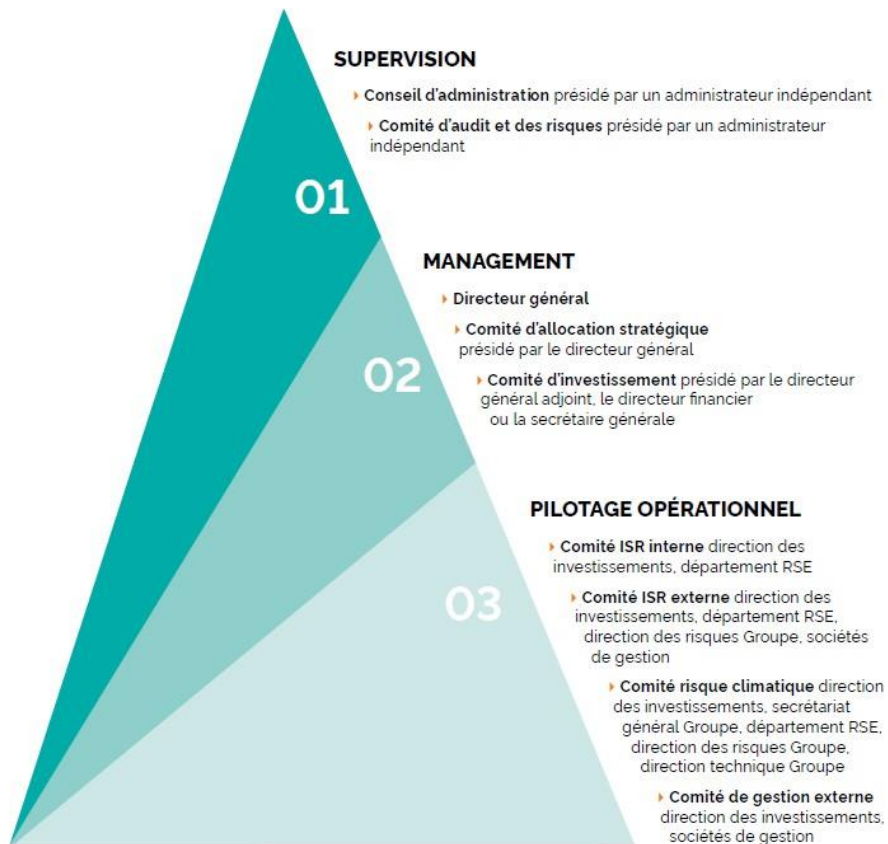 SUPERVISION
Conseil d'administration présidé par un administrateur indépendant
Comité d'audit et des risques présidé par un administrateur
indépendant
01
MANAGEMENT
Directeur général
Comité d'allocation stratégique
présidé par le directeur général
02
Comité d'investissement présidé par le directeur
général adjoint, le directeur financier
ou la secrétaire générale
PILOTAGE OPÉRATIONNEL
Comité ISR interne direction des
investissements, département RSE
03
Comité ISR externe direction des
investissements, département RSE,
direction des risques Groupe, sociétés
de gestion
Comité risque climatique direction
des investissements, secrétariat
général Groupe, département RSE,
direction des risques Groupe,
direction technique Groupe
Comité de gestion externe
direction des investissements,
sociétés de gestion